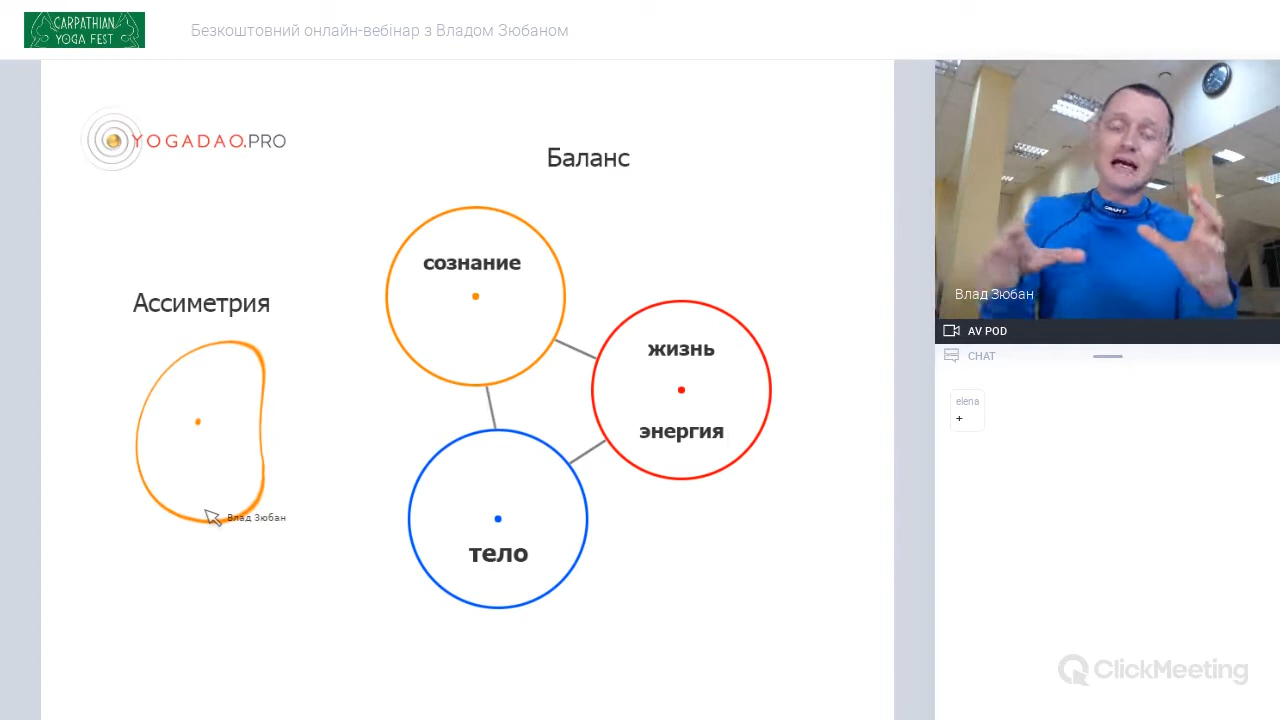 CARPATHIAN
YOGA FEST
Безкоштовний онлайн-вебінар з Владом Зюбаном
YOGADAO.PRO
Баланс
сознание
Ассиметрия
жизнь
энергия
тело
Влад Зюбан
CRAFT
Влад Зюбан
AV POD
CHAT
elena
+
ClickMeeting